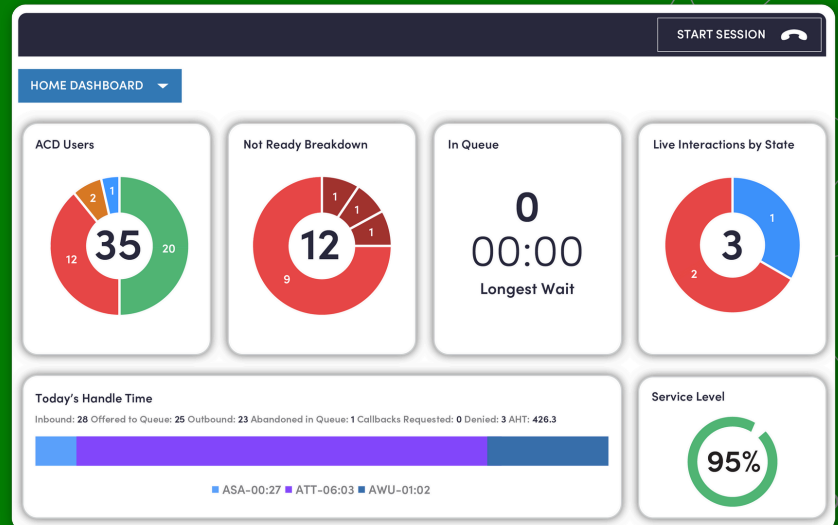 START SESSION
HOME DASHBOARD
ACD Users
1
2
12
35
20
Not Ready Breakdown
1
1
1
12
9
In Queue
0
00:00
Longest Wait
Live Interactions by State
1
3
2
Today's Handle Time
Inbound: 28 Offered to Queue: 25 Outbound: 23 Abandoned in Queue: 1 Callbacks Requested: 0 Denied: 3 AHT: 426.3
ASA-00:27 ATT-06:03 AWU-01:02
Service Level
95%